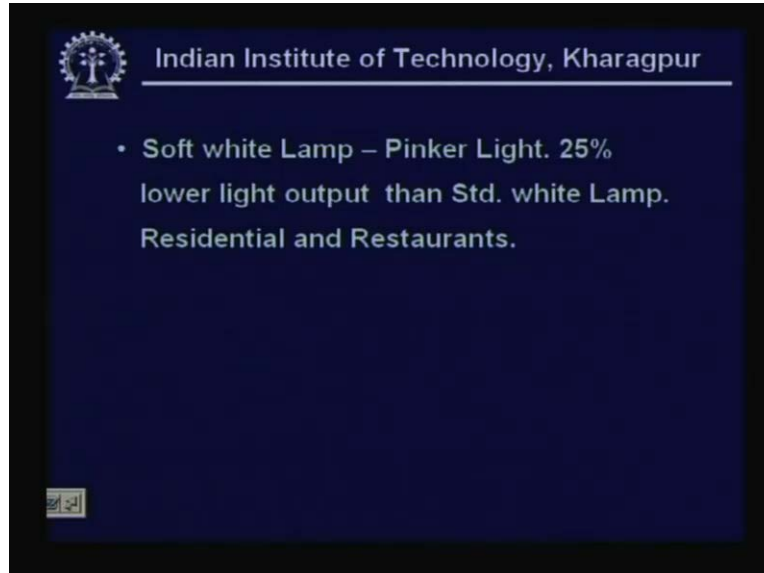 Indian Institute of Technology, Kharagpur
• Soft white Lamp – Pinker Light. 25%
lower light output than Std. white Lamp.
Residential and Restaurants.